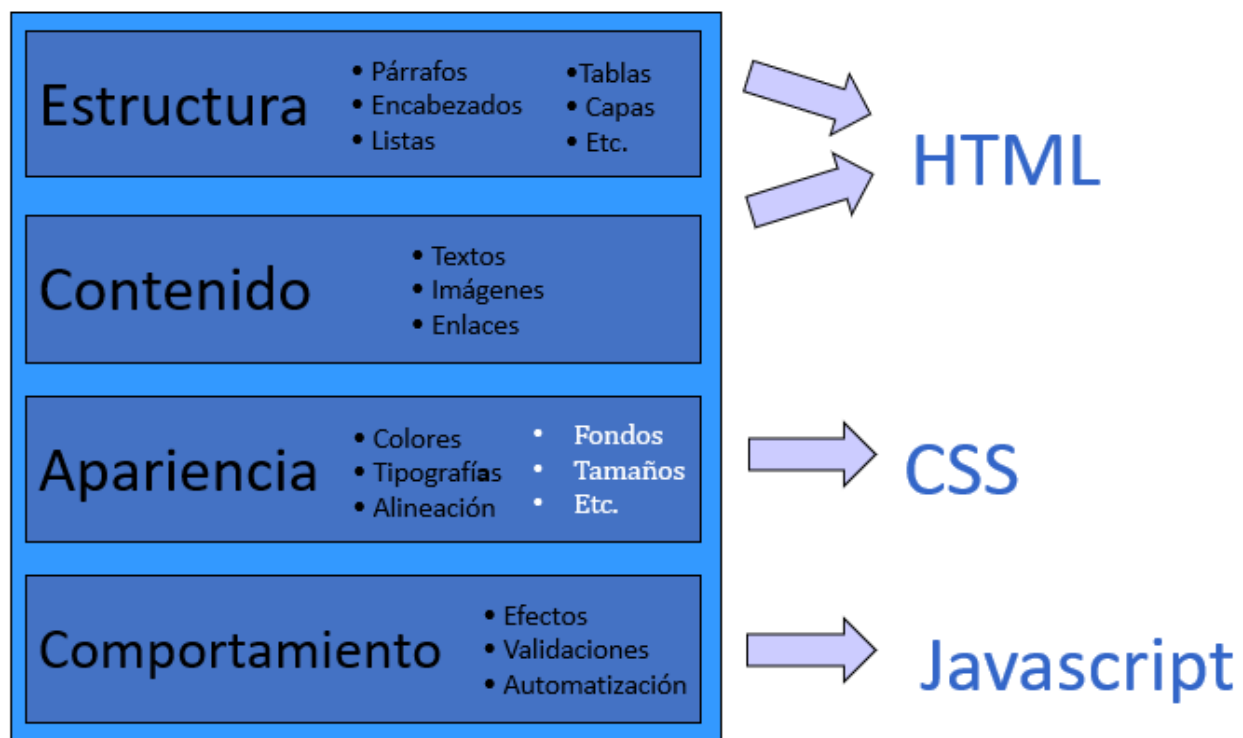 Estructura
• Párrafos
• Encabezados
• Listas
•Tablas
• Capas
• Etc.
HTML
Contenido
• Textos
• Imágenes
• Enlaces
Apariencia
• Colores
• Tipografías
• Alineación
• Fondos
• Tamaños
• Etc.
CSS
Comportamiento
• Efectos
• Validaciones
• Automatización
Javascript